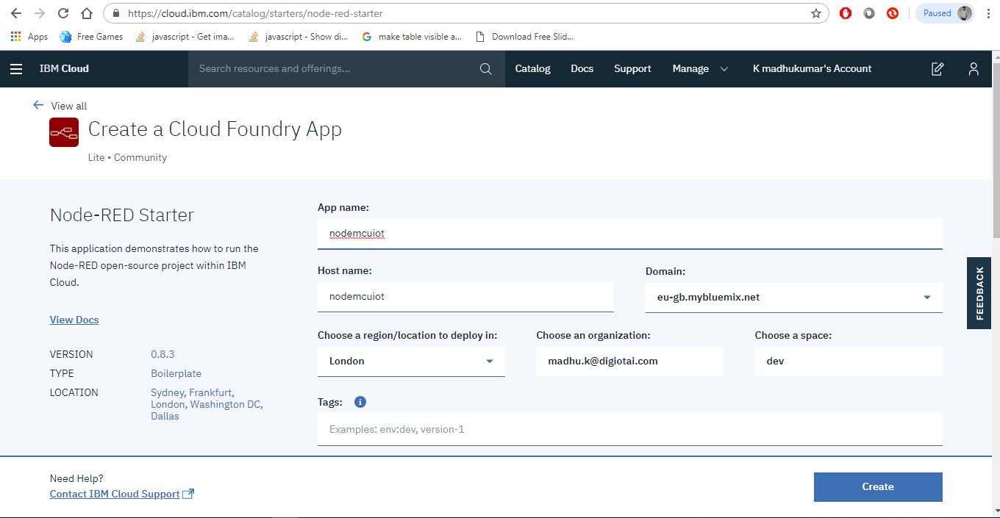 https://cloud.ibm.com/catalog/starters/node-red-starter
Paused
Apps
Free Games
javascript - Get ima...
javascript - Show di...
make table visible a...
Download Free Slid...
IBM Cloud
Search resources and offerings...
Catalog
Docs
Support
Manage
K madhukumar's Account
View all
Create a Cloud Foundry App
Lite • Community
Node-RED Starter
This application demonstrates how to run the
Node-RED open-source project within IBM
Cloud.
View Docs
VERSION 0.8.3
TYPE Boilerplate
LOCATION Sydney, Frankfurt,
London, Washington DC,
Dallas
App name:
nodemcuiot
Host name:
nodemcuiot
Domain:
eu-gb.mybluemix.net
Choose a region/location to deploy in:
London
Choose an organization:
madhu.k@digiotai.com
Choose a space:
dev
Tags:
Examples: env:dev, version-1
FEEDBACK
Need Help?
Contact IBM Cloud Support
Create